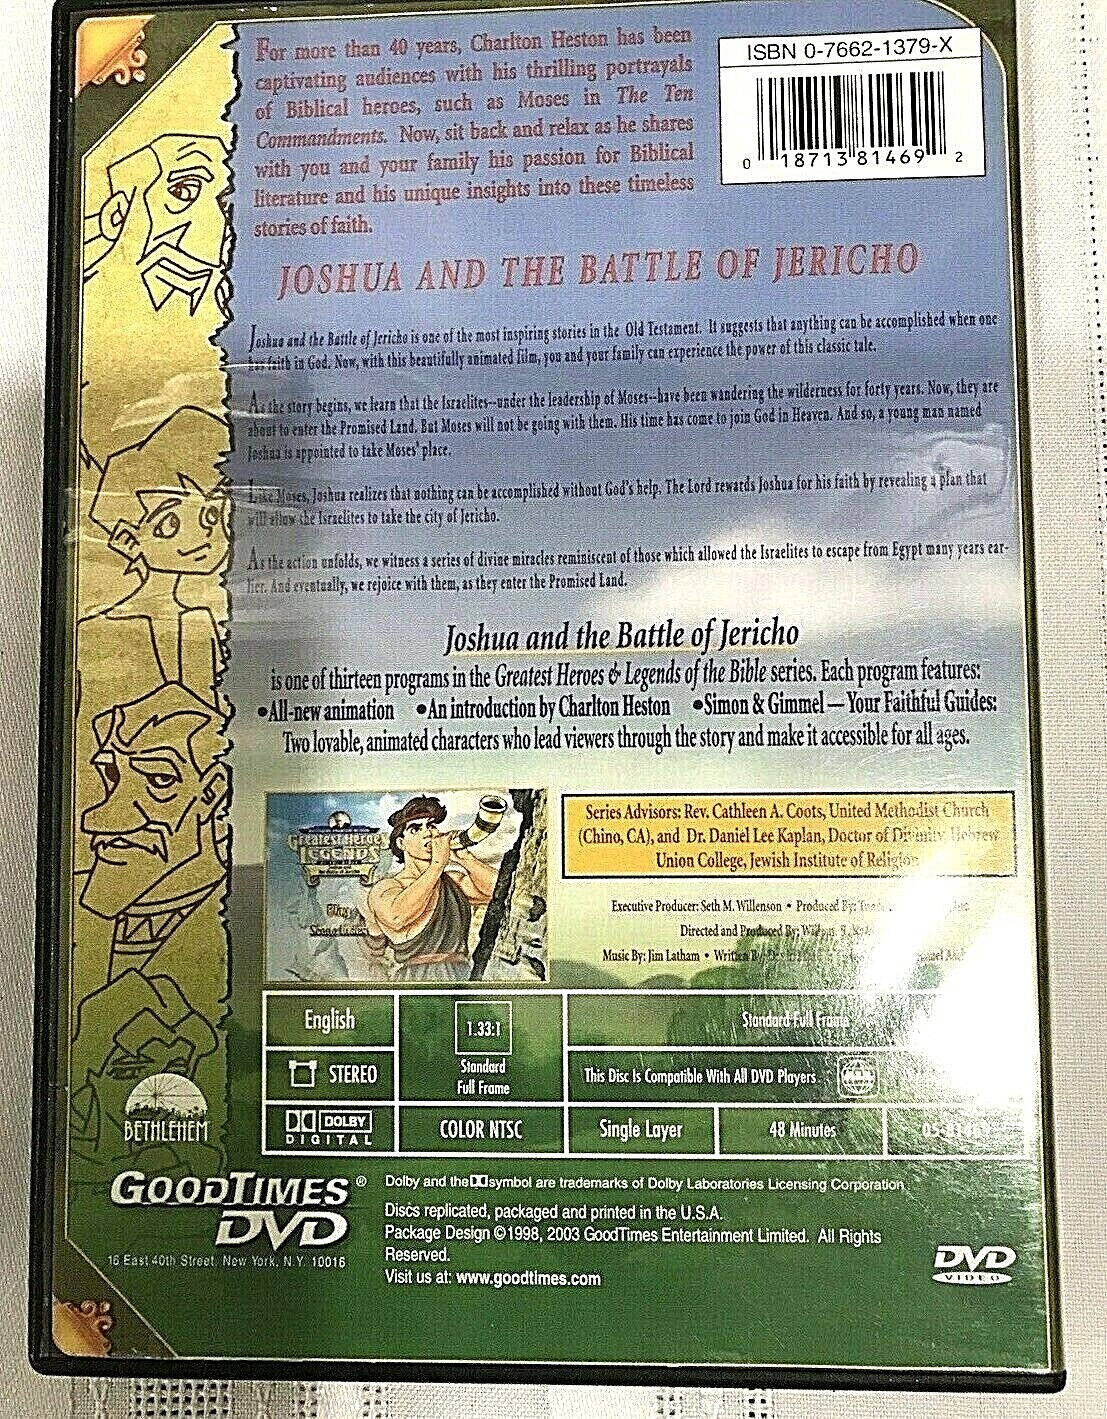 For more than 40 years, Charlton Heston has been
captivating audiences with his thrilling portrayals
of Biblical heroes, such as Moses in The Ten
Commandments. Now, sit back and relax as he shares
with you and your family his passion for Biblical
literature and his unique insights into these timeless
stories of faith.
ISBN 0-7662-1379-X
0 18713 81469 2
JOSHUA AND THE BATTLE OF JERICHO
Joshua and the Battle of Jericho is one of the most inspiring stories in the Old Testament. It suggests that anything can be accomplished when one
has faith in God. Now, with this beautifully animated film, you and your family can experience the power of this classic tale.
As the story begins, we learn that the Israelites--under the leadership of Moses--have been wandering the wilderness for forty years. Now, they are
about to enter the Promised Land. But Moses will not be going with them. His time has come to join God in Heaven. And so, a young man named
Joshua is appointed to take Moses' place.
Like Moses, Joshua realizes that nothing can be accomplished without God's help. The Lord rewards Joshua for his faith by revealing a plan that
will allow the Israelites to take the city of Jericho.
As the action unfolds, we witness a series of divine miracles reminiscent of those which allowed the Israelites to escape from Egypt many years ear-
lier. And eventually, we rejoice with them, as they enter the Promised Land.
Joshua and the Battle of Jericho
is one of thirteen programs in the Greatest Heroes & Legends of the Bible series. Each program features:
•All-new animation •An introduction by Charlton Heston •Simon & Gimmel — Your Faithful Guides:
Two lovable, animated characters who lead viewers through the story and make it accessible for all ages.
Greatest Heroes
Legends
Series Advisors: Rev. Cathleen A. Coots, United Methodist Church
(Chino, CA), and Dr. Daniel Lee Kaplan, Doctor of Divinity Hebrew
Union College, Jewish Institute of Religion
Executive Producer: Seth M. Willenson • Produced By:
Directed and Produced By:
Music By: Jim Latham • Written
English
1.33:1
Standard
Full Frame
Standard Full Frame
STEREO
This Disc Is Compatible With All DVD Players
DOLBY
DIGITAL
COLOR NTSC
Single Layer
48 Minutes
05-81469
BETHLEHEM
GOODTIMES®
DVD
16 East 40th Street, New York, N.Y. 10016
Dolby and the symbol are trademarks of Dolby Laboratories Licensing Corporation
Discs replicated, packaged and printed in the U.S.A.
Package Design ©1998, 2003 GoodTimes Entertainment Limited. All Rights
Reserved.
Visit us at: www.goodtimes.com
DVD
VIDEO